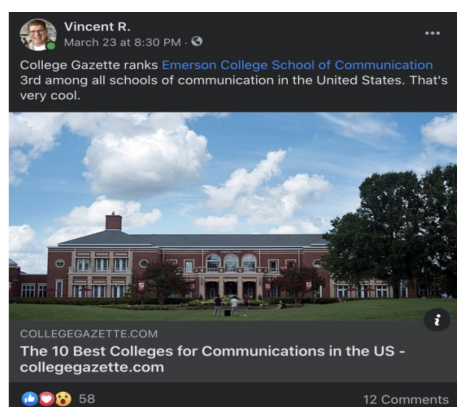 Vincent R.
March 23 at 8:30 PM ·
College Gazette ranks Emerson College School of Communication
3rd among all schools of communication in the United States. That's
very cool.
i
COLLEGEGAZETTE.COM
The 10 Best Colleges for Communications in the US -
collegegazette.com
58
12 Comments